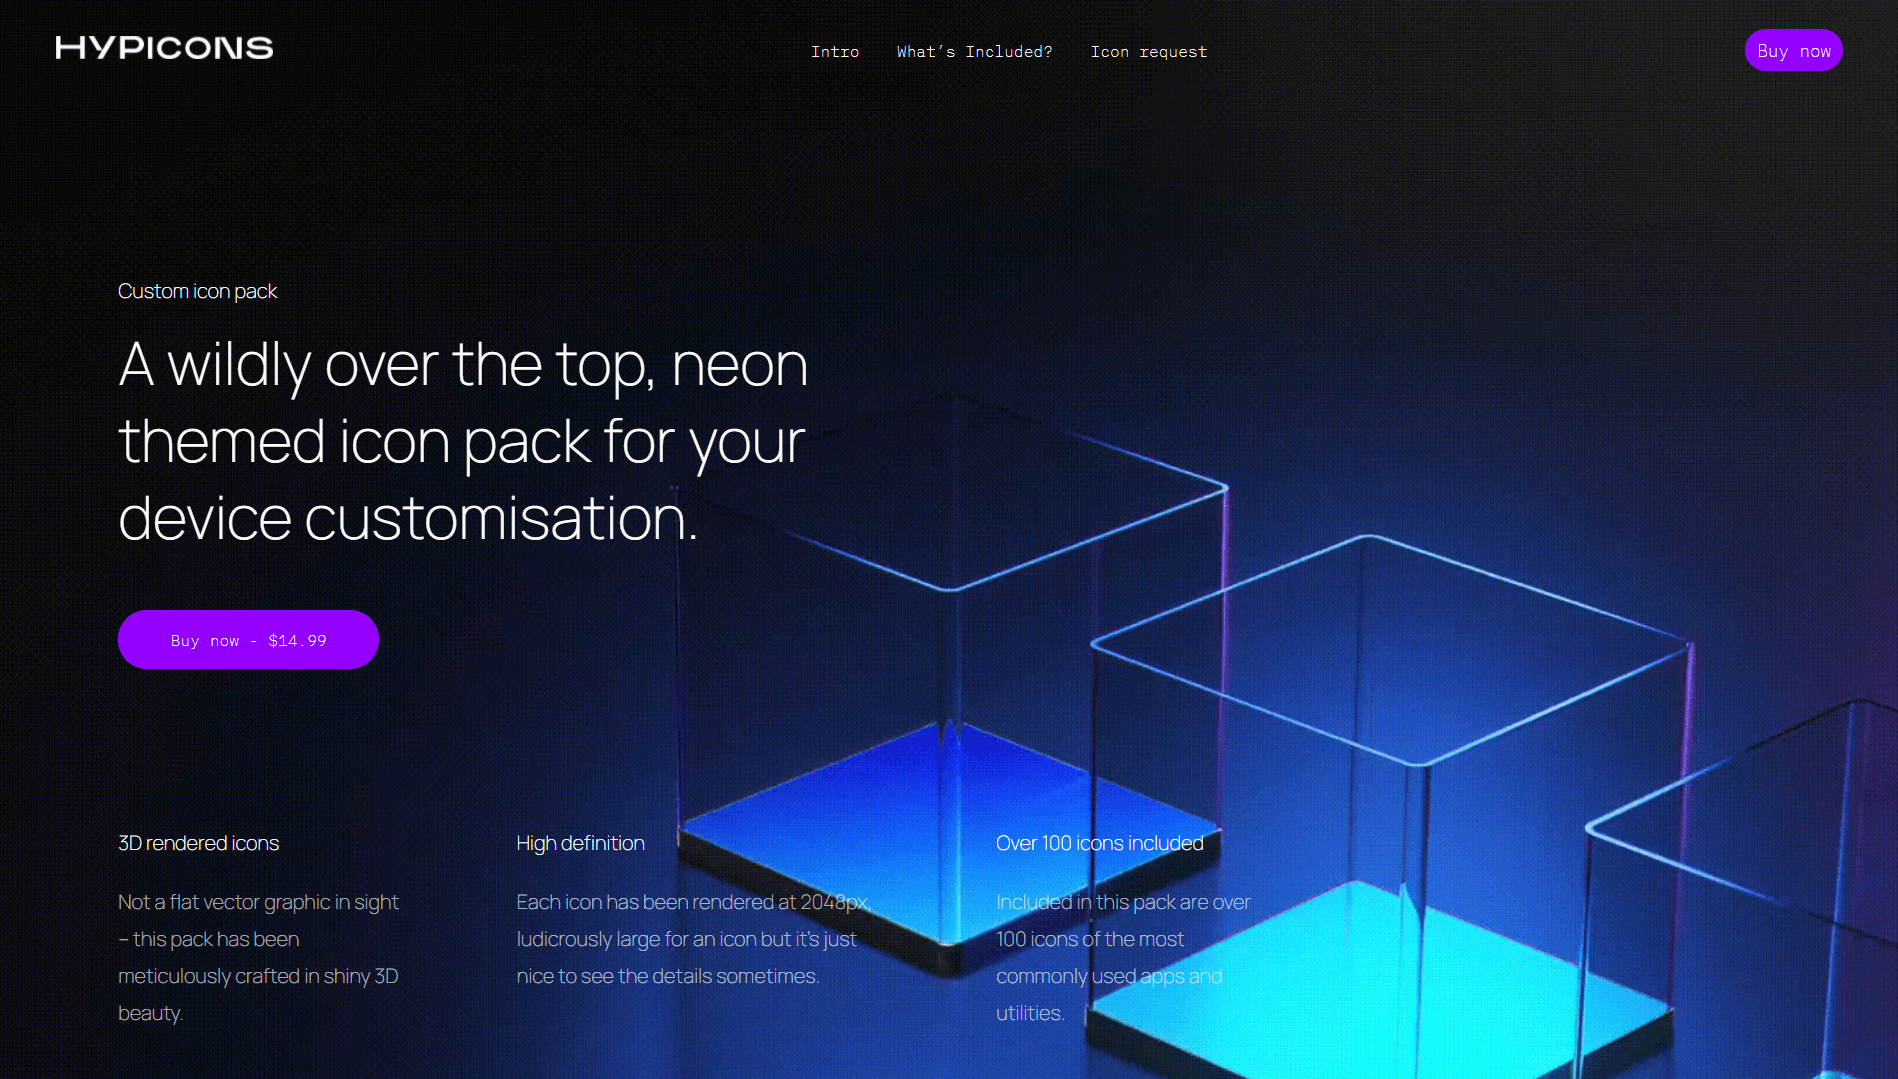 HYPICONS
Intro
What's Included?
Icon request
Buy now
Custom icon pack
A wildly over the top, neon
themed icon pack for your
device customisation.
Buy now - $14.99
3D rendered icons
Not a flat vector graphic in sight
– this pack has been
meticulously crafted in shiny 3D
beauty.
High definition
Each icon has been rendered at 2048px,
ludicrously large for an icon but it's just
nice to see the details sometimes.
Over 100 icons included
Included in this pack are over
100 icons of the most
commonly used apps and
utilities.